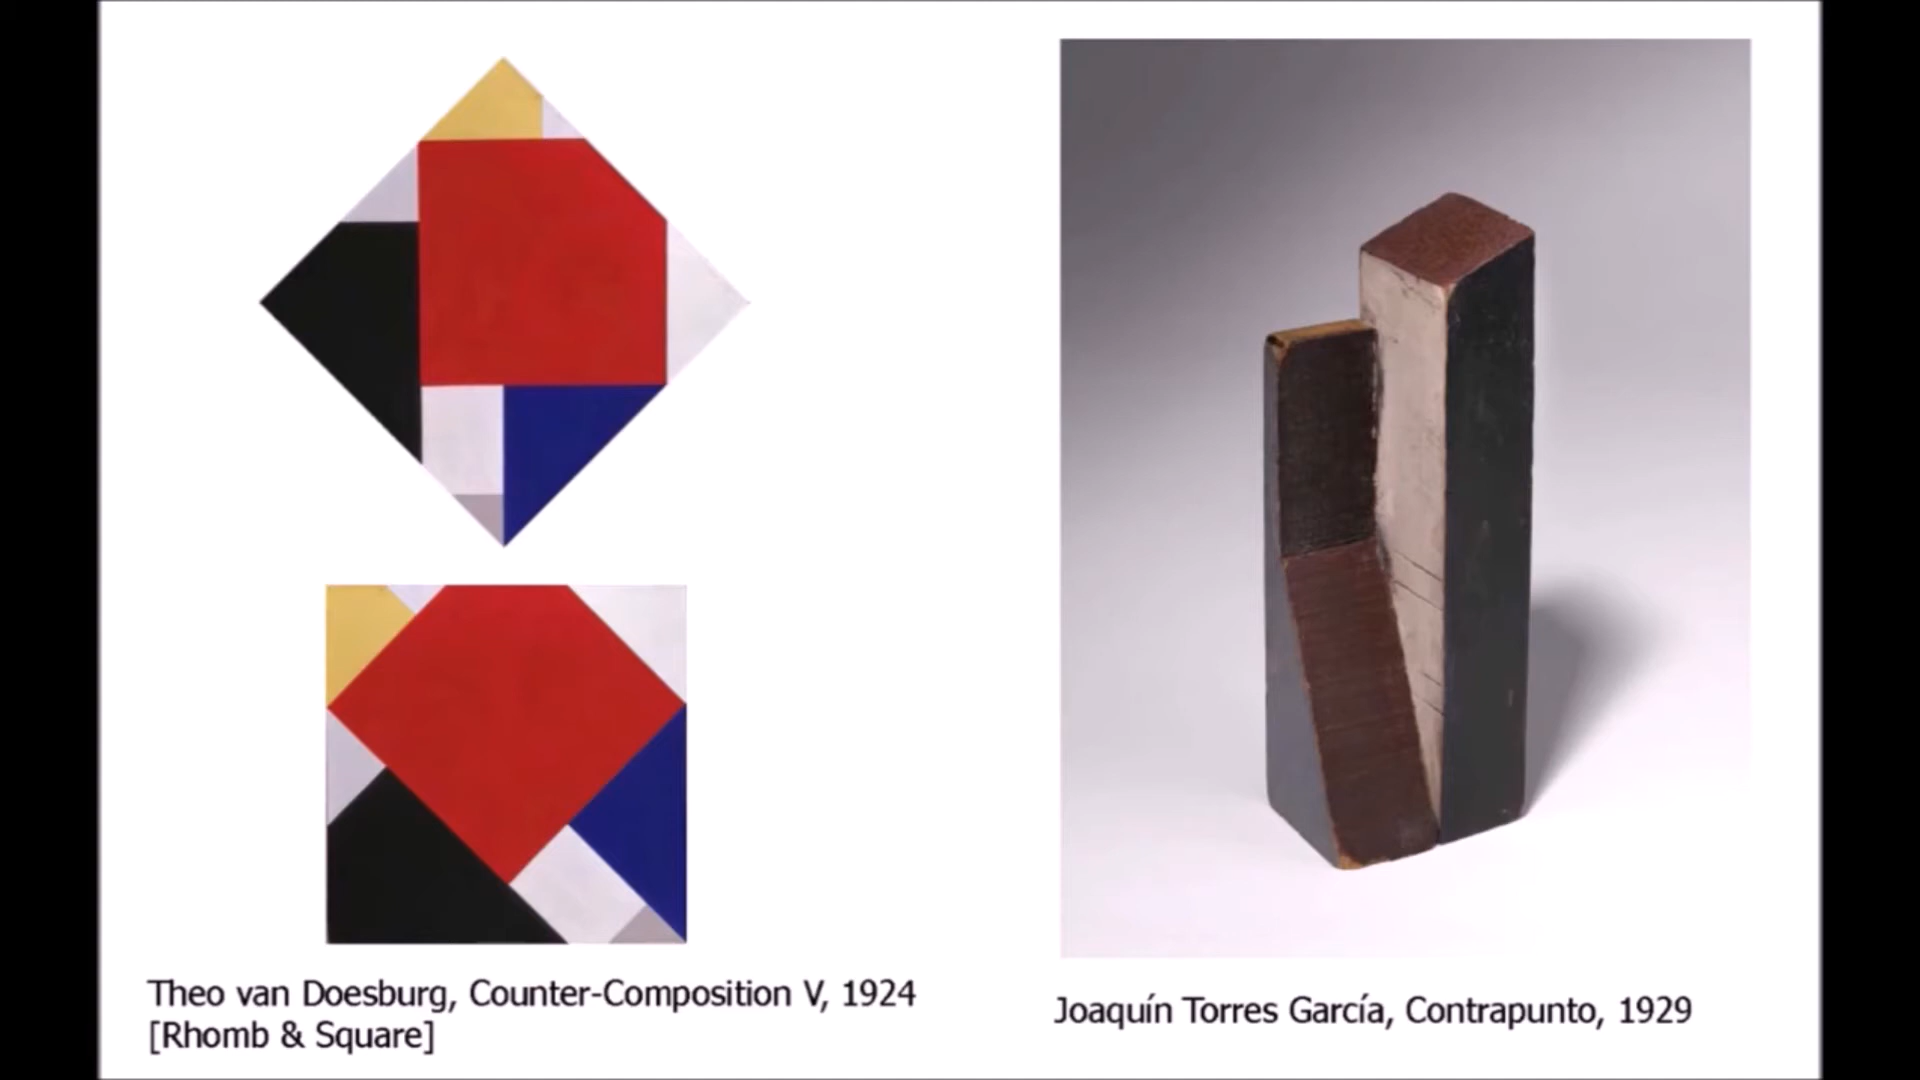 Theo van Doesburg, Counter-Composition V, 1924
[Rhomb & Square]
Joaquín Torres García, Contrapunto, 1929